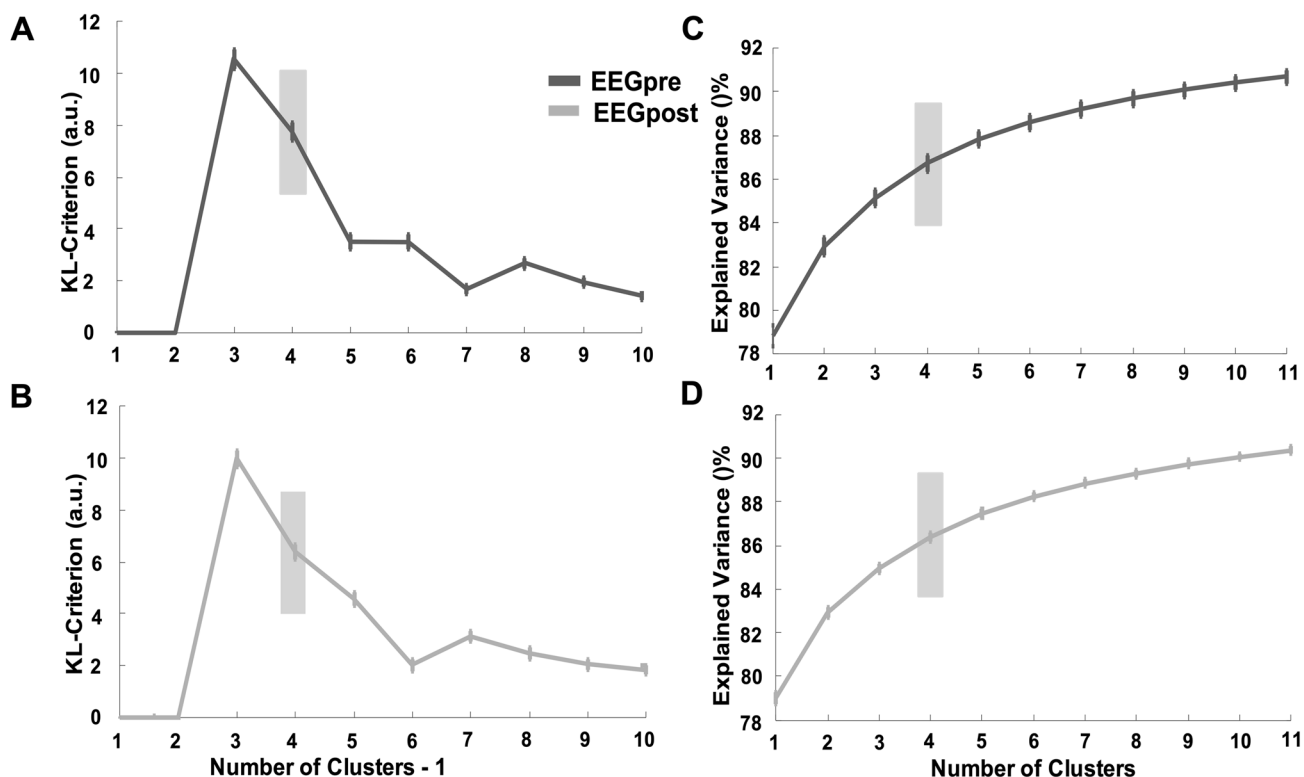 A
KL-Criterion (a.u.)
12
10
8
6
4
2
0
1 2 3 4 5 6 7 8 9 10
EEGpre
EEGpost
C
Explained Variance ()%
92
90
88
86
84
82
80
79
78
1 2 3 4 5 6 7 8 9 10 11
B
KL-Criterion (a.u.)
12
10
8
6
4
2
0
1 2 3 4 5 6 7 8 9 10
Number of Clusters - 1
D
Explained Variance ()%
92
90
88
86
84
82
80
79
78
1 2 3 4 5 6 7 8 9 10 11
Number of Clusters